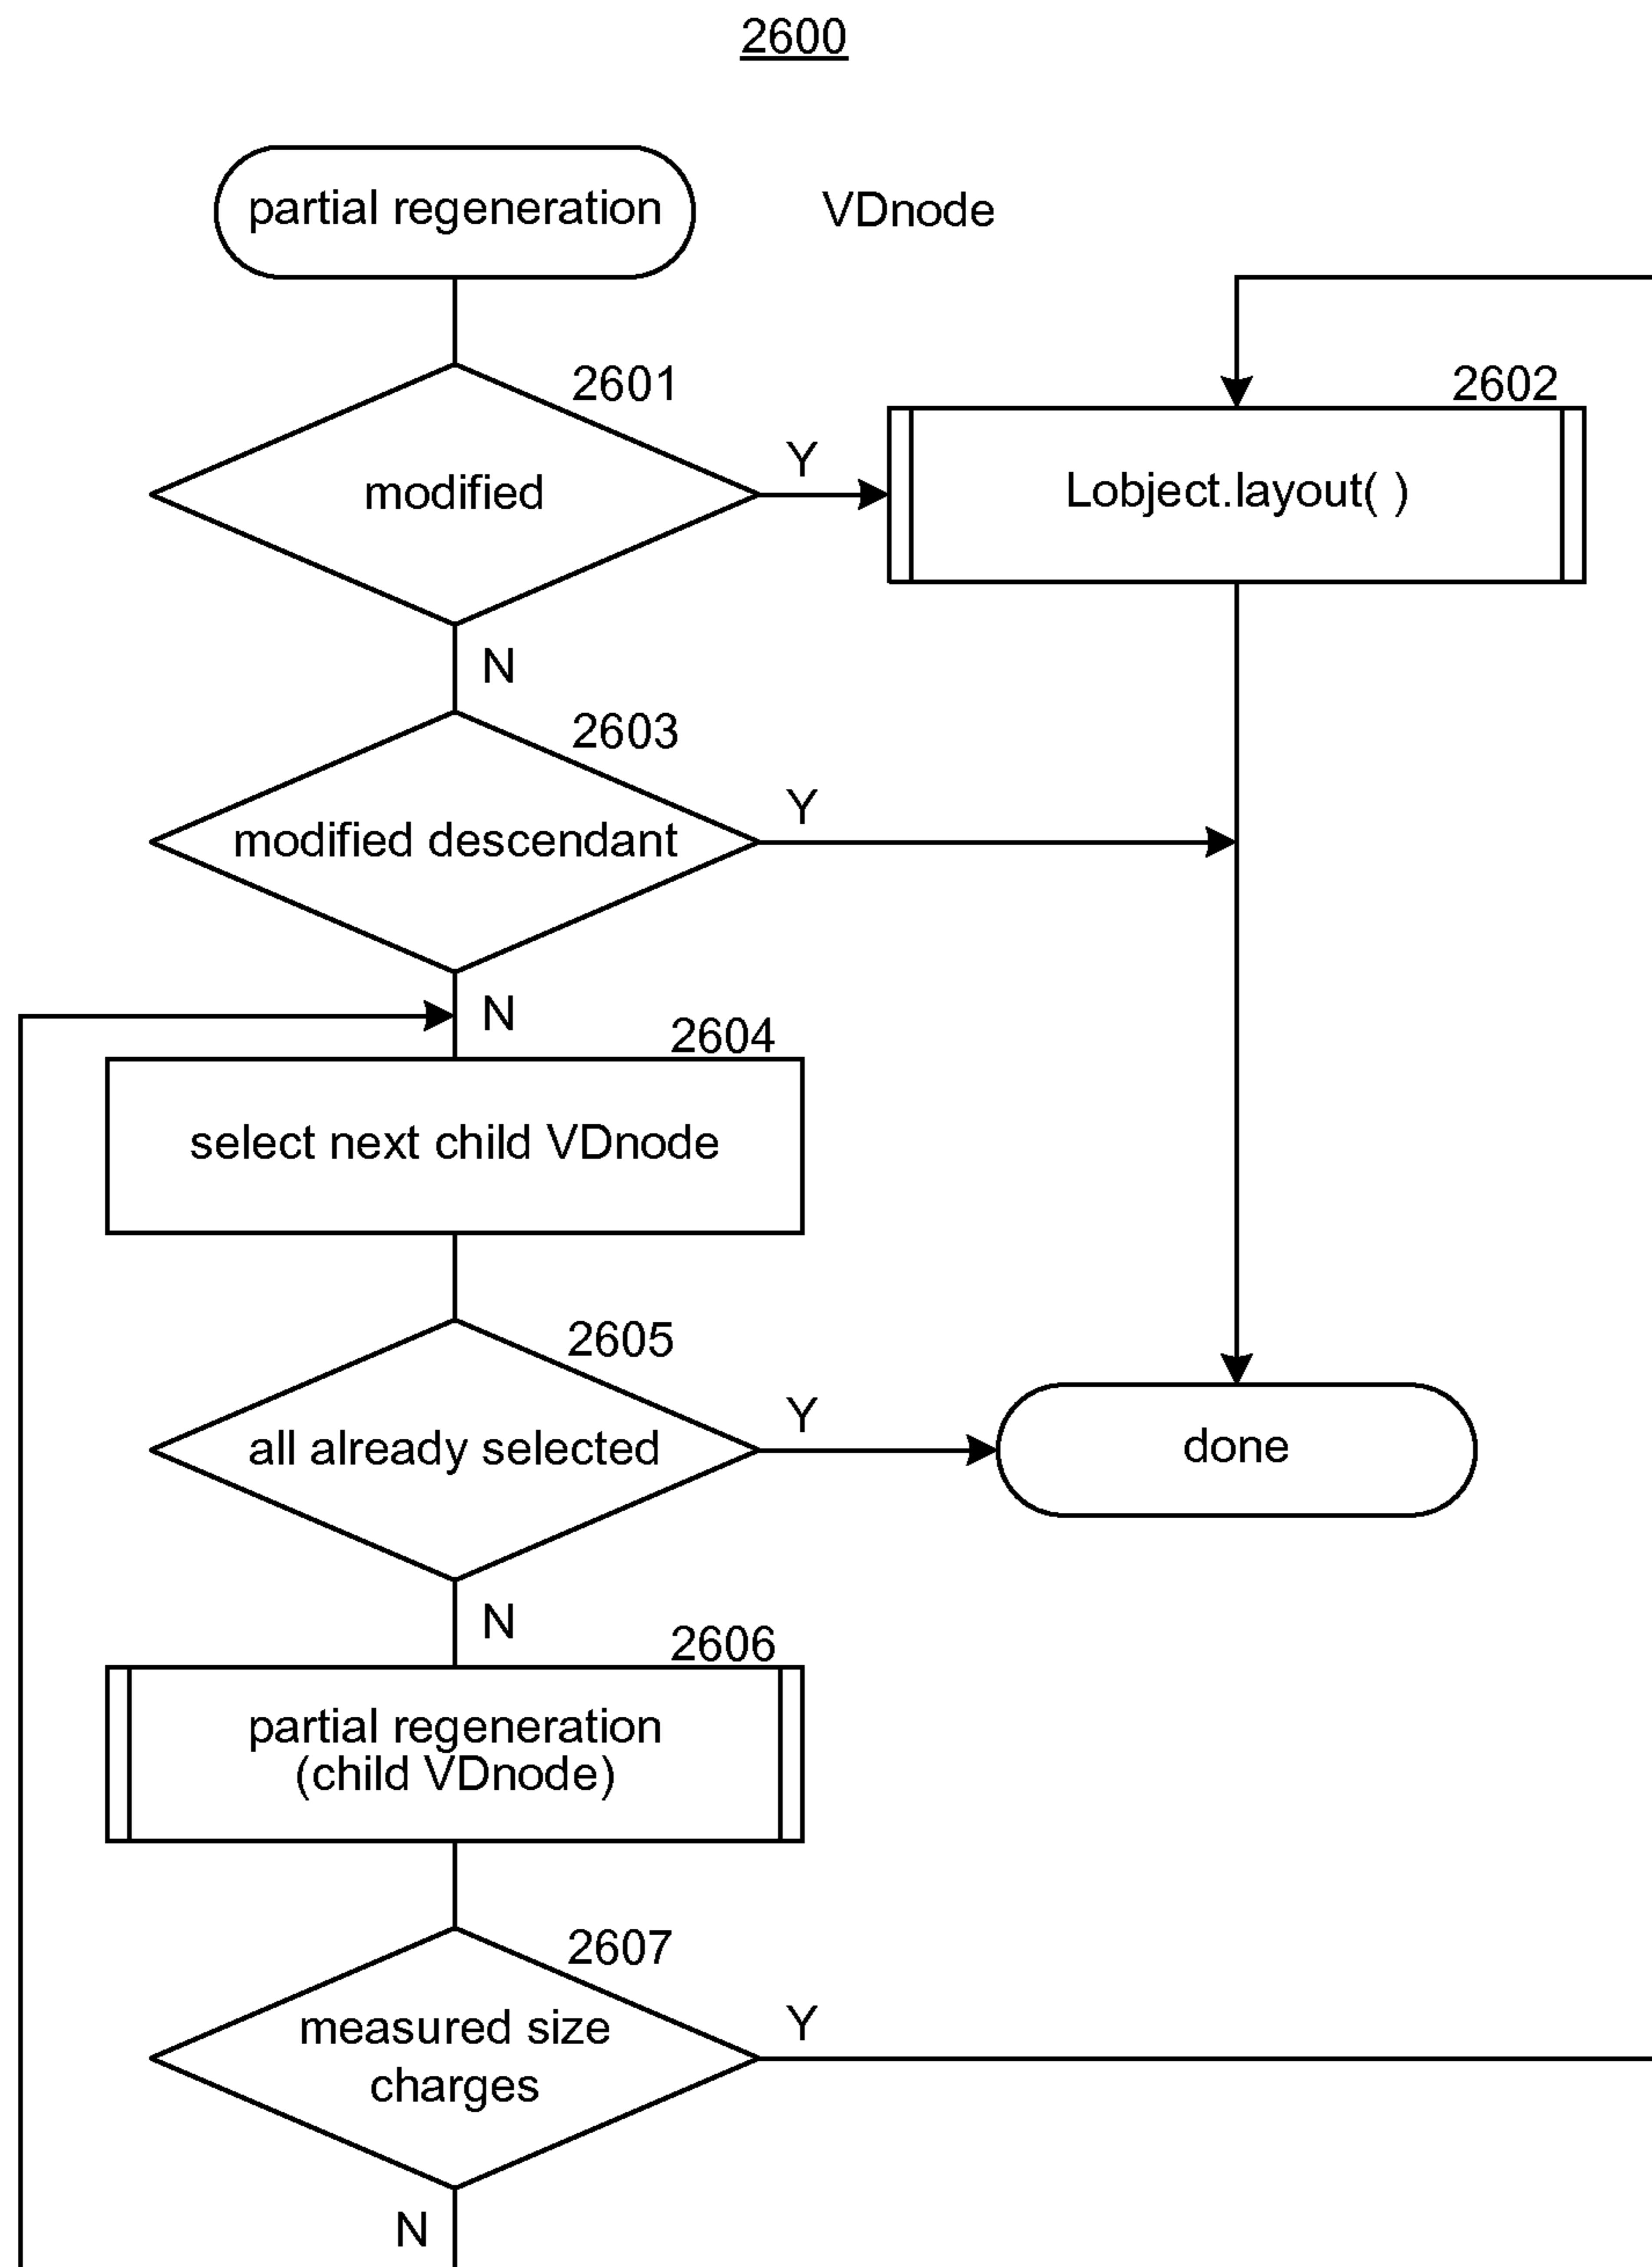 2600
partial regeneration
VDnode
2601
modified
Y
2602
Lobject.layout( )
N
2603
modified descendant
Y
N
2604
select next child VDnode
2605
all already selected
Y
done
N
2606
partial regeneration
(child VDnode)
2607
measured size
charges
Y
N